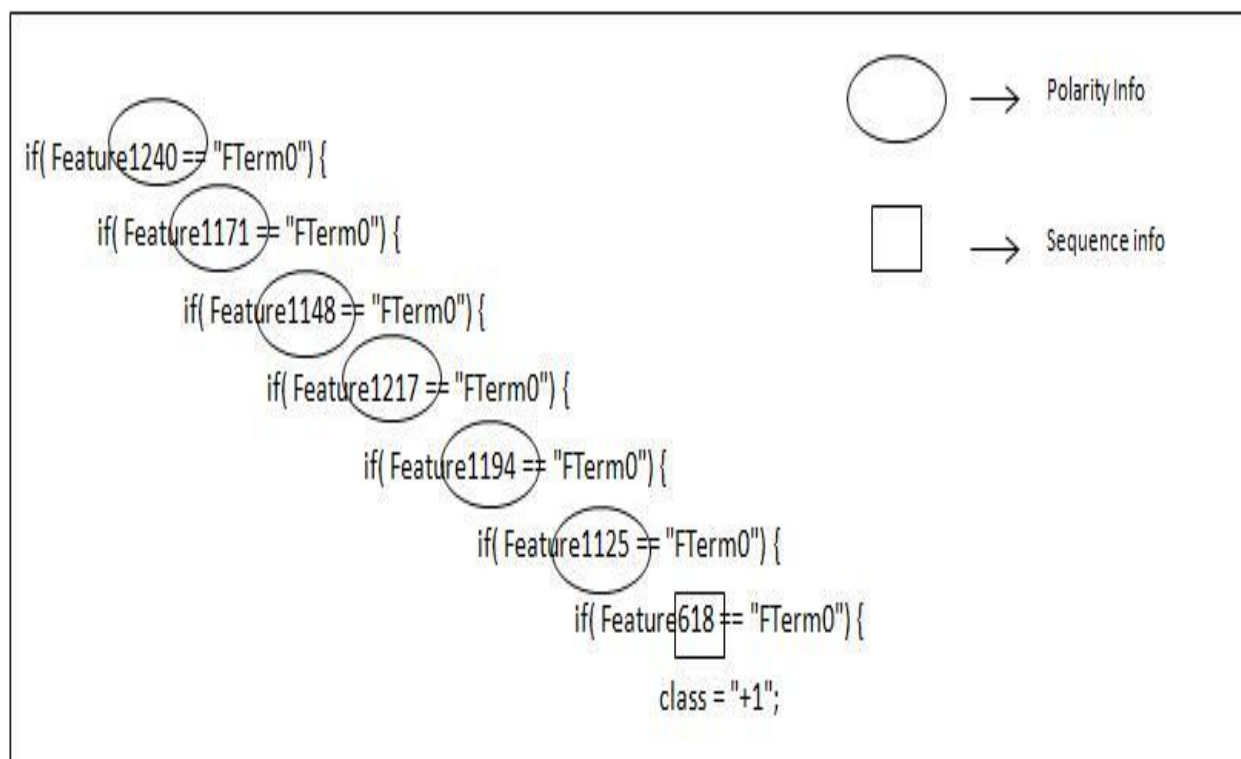 Polarity Info
if( Feature1240 == "FTerm0") {
if( Feature1171 == "FTerm0") {
Sequence info
if( Feature1148 == "FTerm0") {
if( Feature1217 == "FTerm0") {
if( Feature1194 == "FTerm0") {
if( Feature1125 == "FTerm0") {
if( Feature618 == "FTerm0") {
class = "+1";